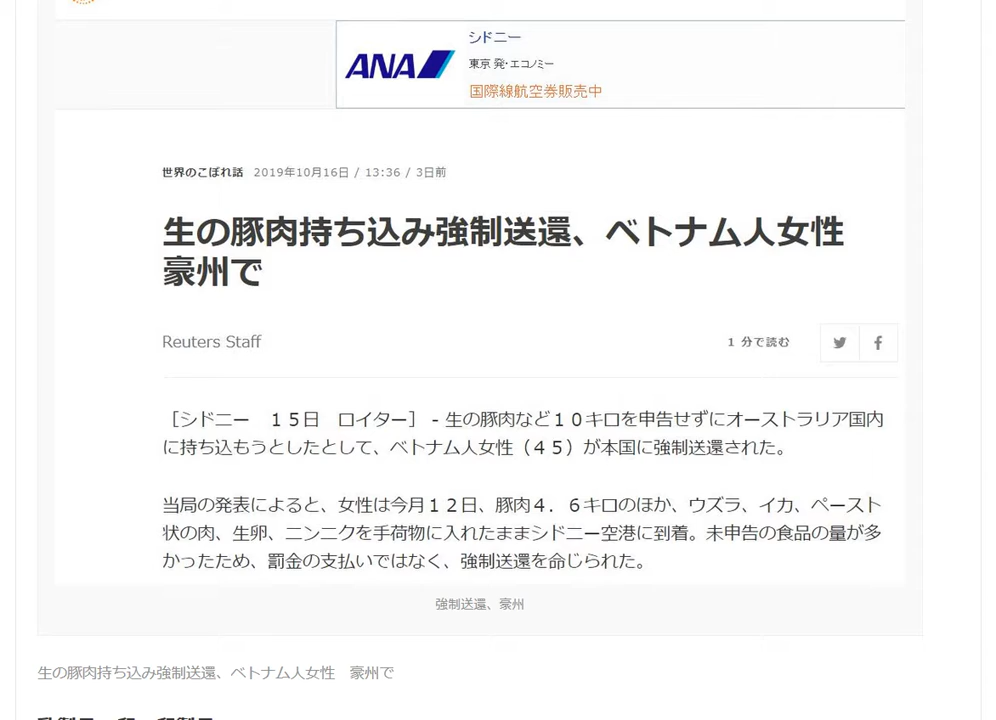 ANA
シドニー
東京 発・エコノミー
国際線航空券販売中
世界のこぼれ話 2019年10月16日 / 13:36 / 3日前
生の豚肉持ち込み強制送還、ベトナム人女性
豪州で
Reuters Staff
1 分で読む
［シドニー　１５日　ロイター］ - 生の豚肉など１０キロを申告せずにオーストラリア国内
に持ち込もうとしたとして、ベトナム人女性（４５）が本国に強制送還された。
当局の発表によると、女性は今月１２日、豚肉４．６キロのほか、ウズラ、イカ、ペースト
状の肉、生卵、ニンニクを手荷物に入れたままシドニー空港に到着。未申告の食品の量が多
かったため、罰金の支払いではなく、強制送還を命じられた。
強制送還、豪州
生の豚肉持ち込み強制送還、ベトナム人女性　豪州で